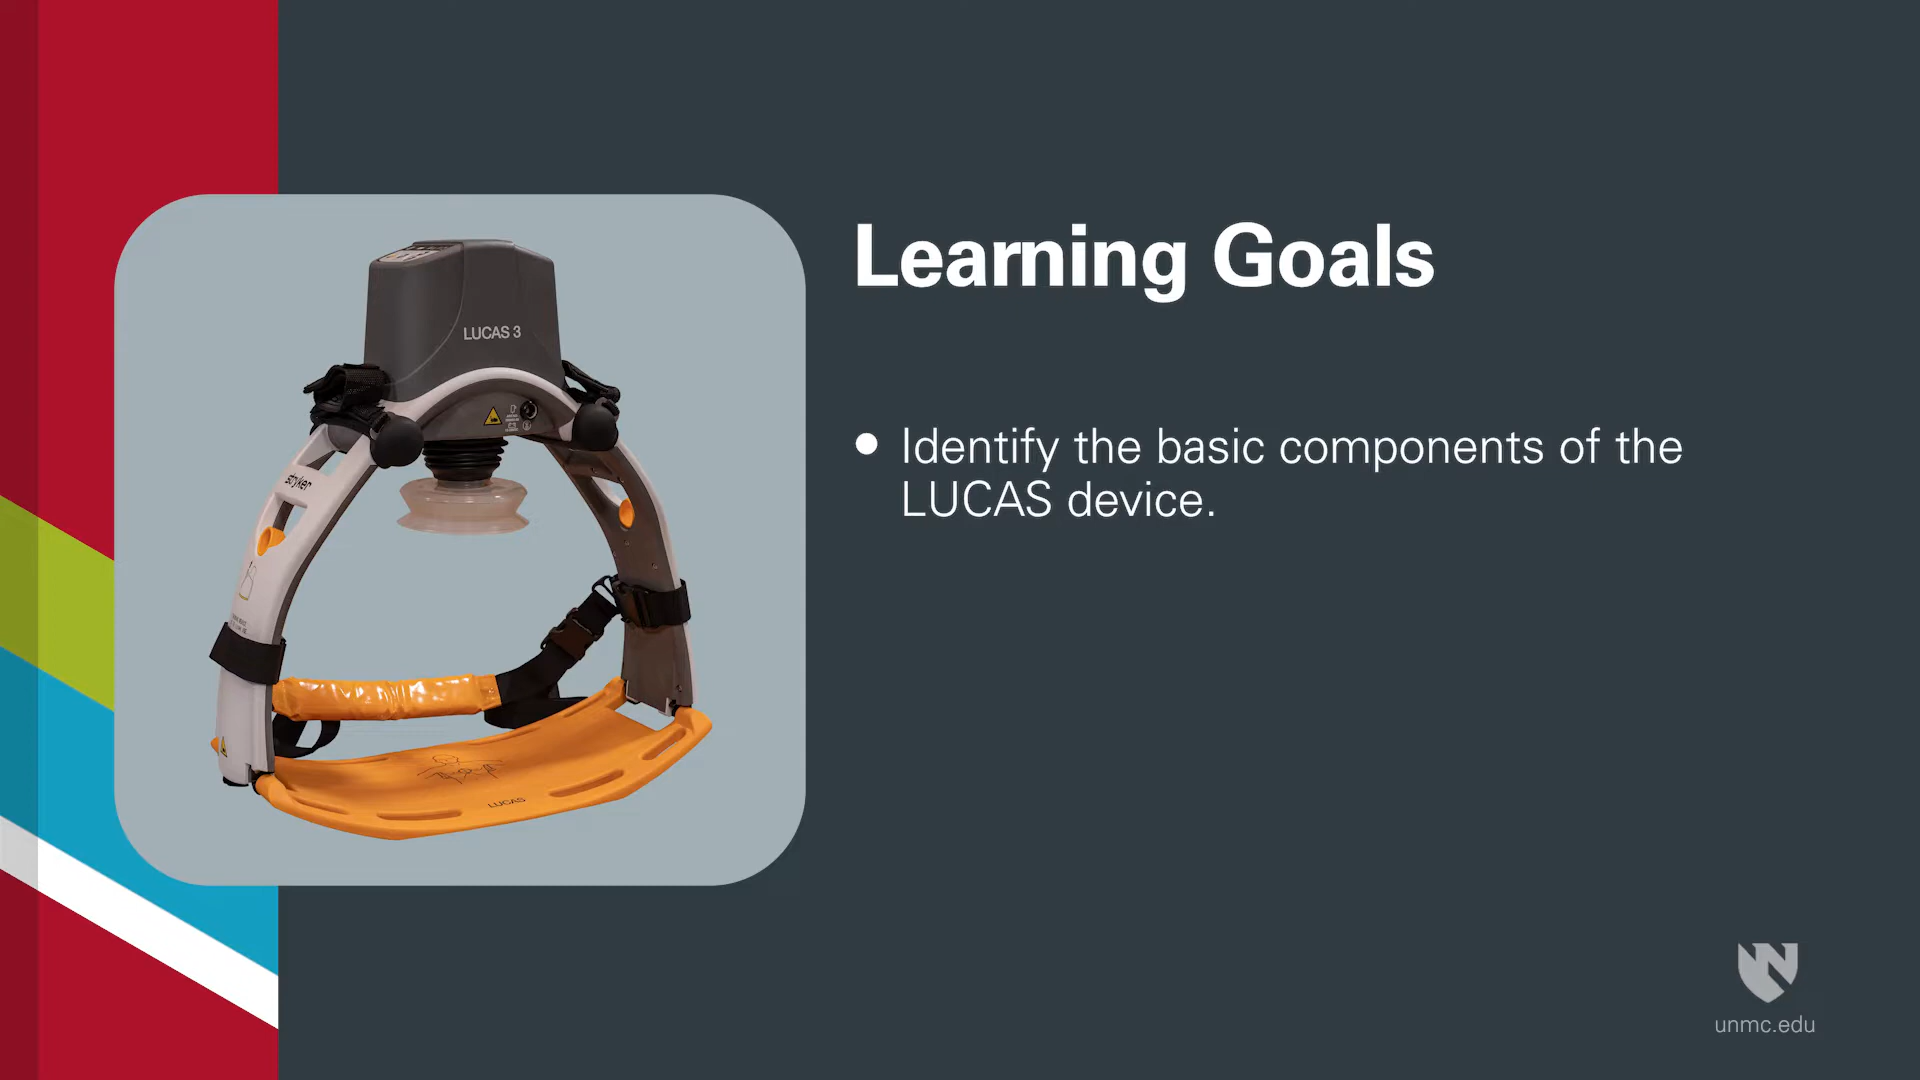 Learning Goals
Identify the basic components of the
LUCAS device.
LUCAS 3
stryker
LUCAS
unmc.edu